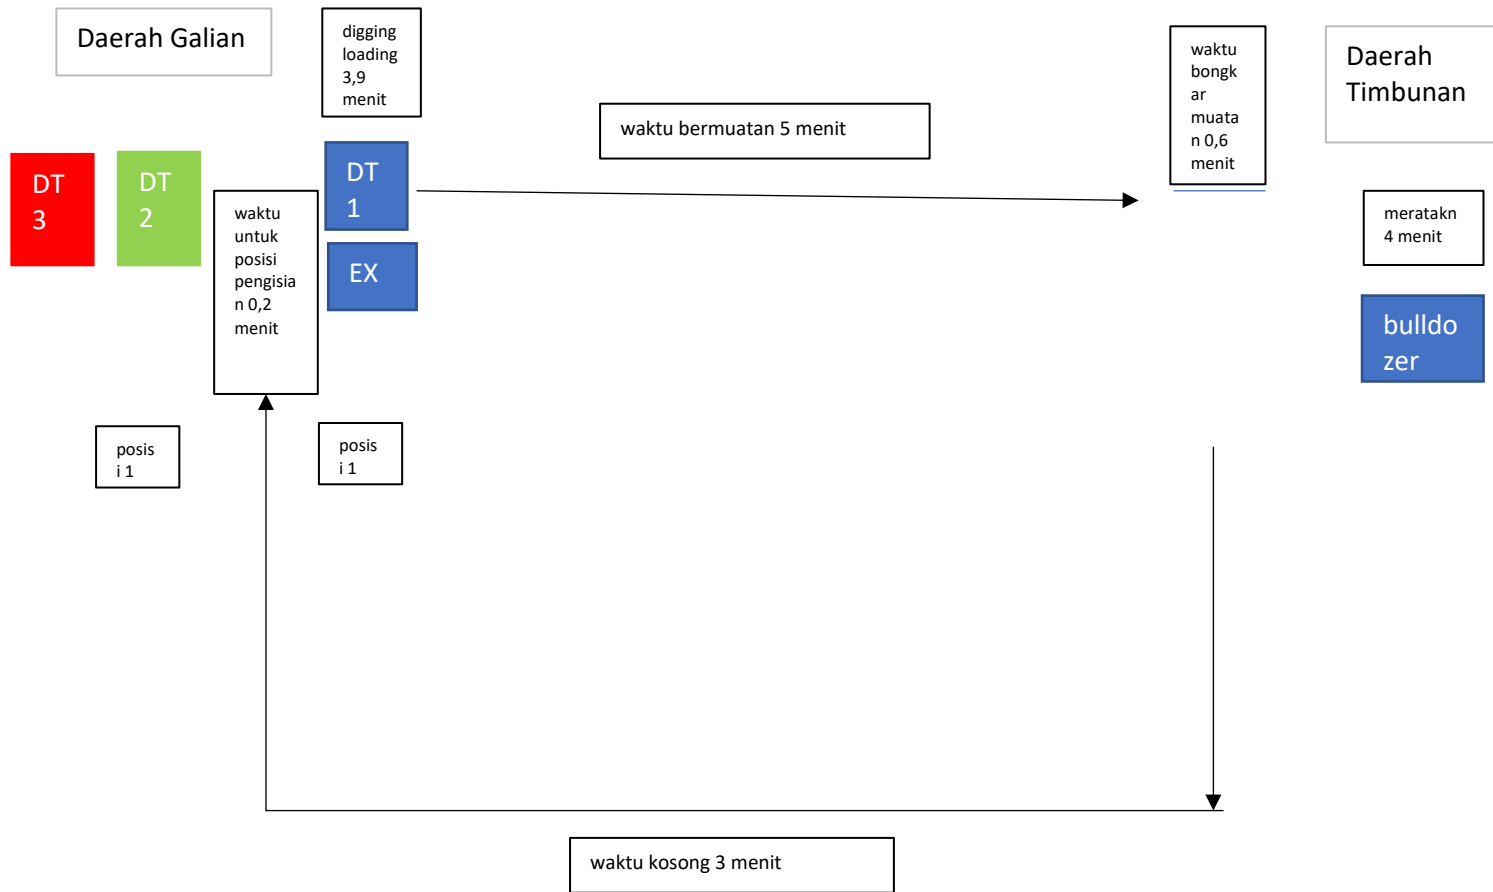 Daerah Galian
digging
loading
3,9
menit
waktu bermuatan 5 menit
waktu
bongk
ar
muata
n 0,6
menit
Daerah
Timbunan
DT
3
DT
2
waktu
untuk
posisi
pengisia
n 0,2
menit
DT
1
EX
meratakn
4 menit
bulldo
zer
posis
i 1
posis
i 1
waktu kosong 3 menit